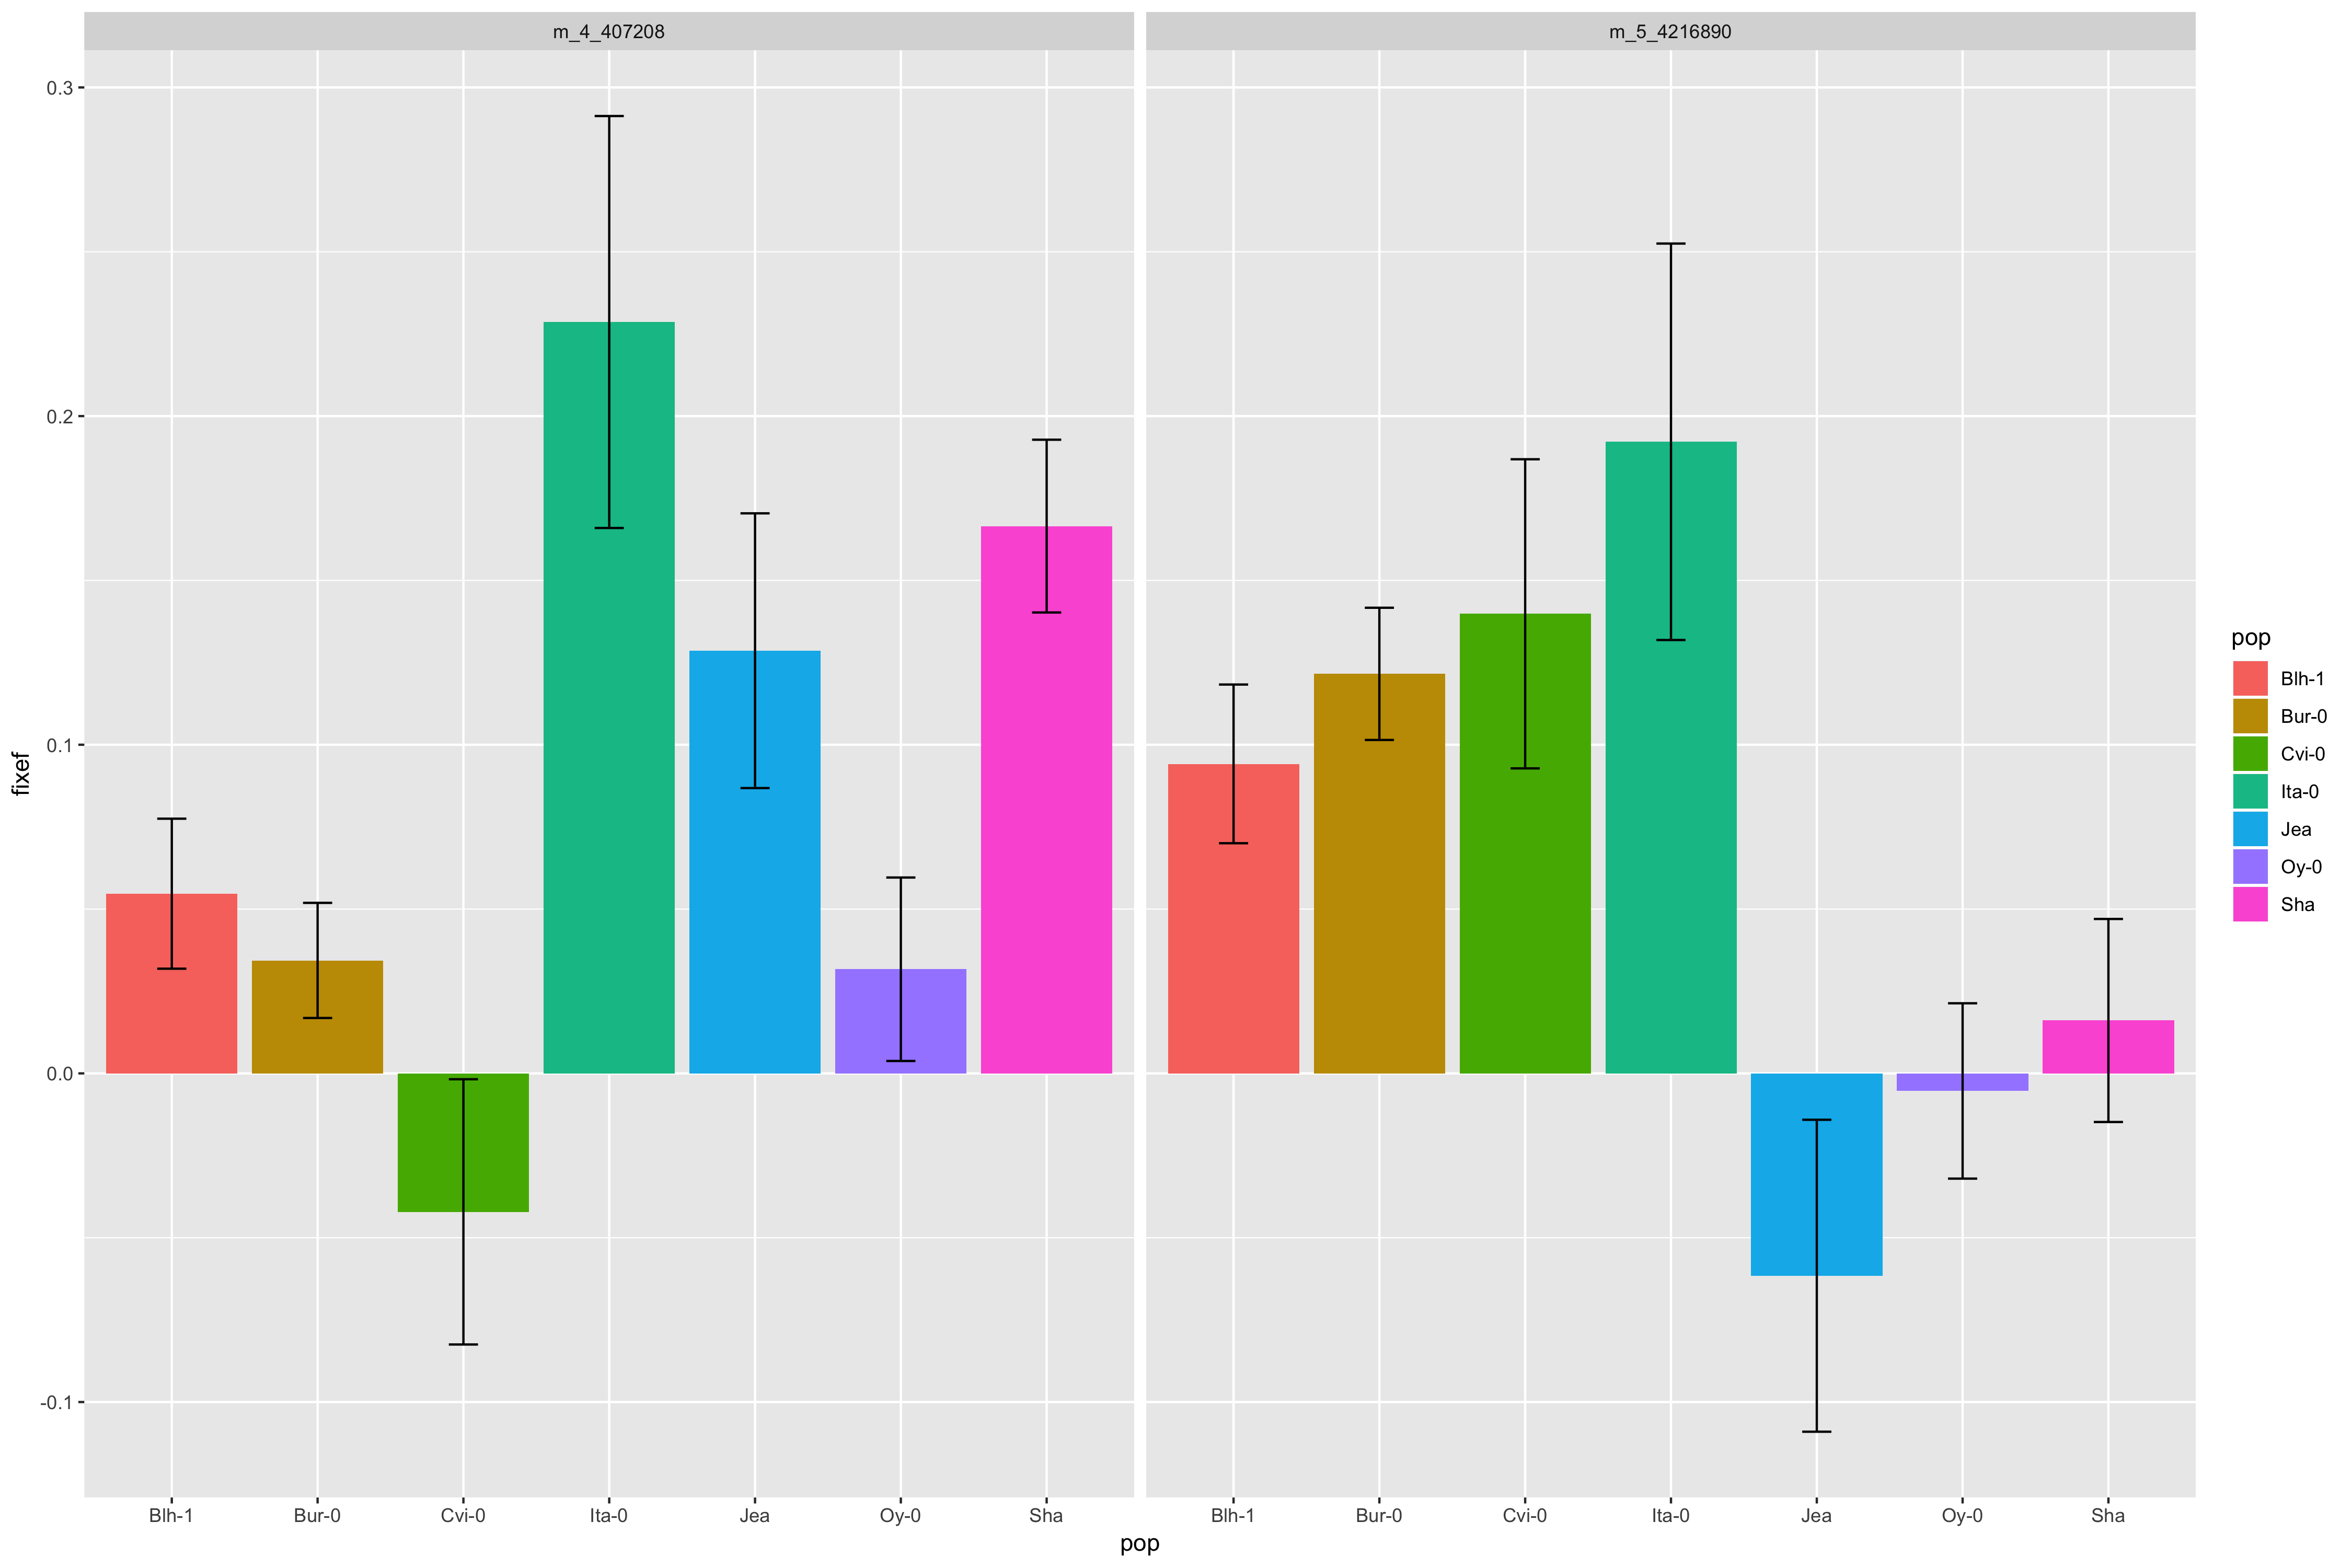 m_4_407208
m_5_4216890
0.3
0.2
0.1
0.0
-0.1
fixef
Blh-1 Bur-0 Cvi-0 Ita-0 Jea Oy-0 Sha
Blh-1 Bur-0 Cvi-0 Ita-0 Jea Oy-0 Sha
pop
pop
Blh-1
Bur-0
Cvi-0
Ita-0
Jea
Oy-0
Sha